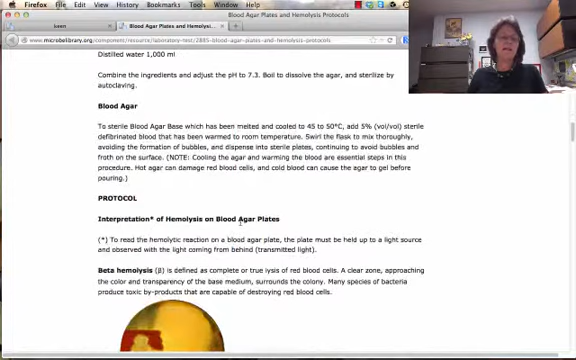 Firefox File Edit View History Bookmarks Tools Window Help
Blood Agar Plates and Hemolysis Protocols
Blood Agar Plates and Hemolysi...
www.microbelibrary.org/component/resource/laboratory-test/2885-blood-agar-plates-and-hemolysis-protocols
Distilled water 1,000 ml
Combine the ingredients and adjust the pH to 7.3. Boil to dissolve the agar, and sterilize by
autoclaving.
Blood Agar
To sterile Blood Agar Base which has been melted and cooled to 45 to 50°C, add 5% (vol/vol) sterile
defibrinated blood that has been warmed to room temperature. Swirl the flask to mix thoroughly,
avoiding the formation of bubbles, and dispense into sterile plates, continuing to avoid bubbles and
froth on the surface. (NOTE: Cooling the agar and warming the blood are essential steps in this
procedure. Hot agar can damage red blood cells, and cold blood can cause the agar to gel before
pouring.)
PROTOCOL
Interpretation* of Hemolysis on Blood Agar Plates
(*) To read the hemolytic reaction on a blood agar plate, the plate must be held up to a light source
and observed with the light coming from behind (transmitted light).
Beta hemolysis (β) is defined as complete or true lysis of red blood cells. A clear zone, approaching
the color and transparency of the base medium, surrounds the colony. Many species of bacteria
produce toxic by-products that are capable of destroying red blood cells.